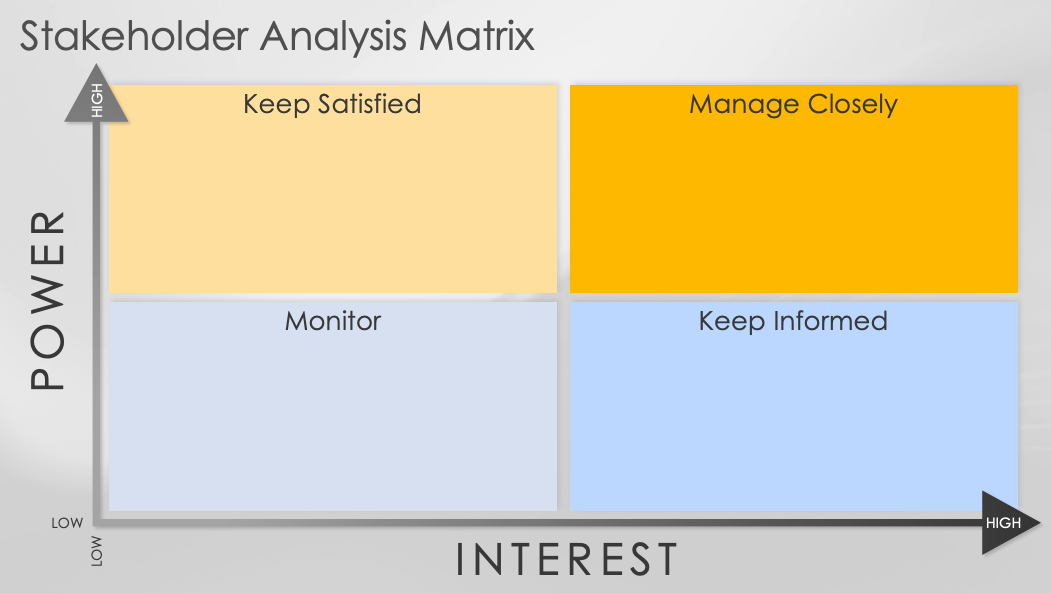 Stakeholder Analysis Matrix
HIGH
Keep Satisfied
Manage Closely
POWER
Monitor
Keep Informed
LOW
LOW
HIGH
INTEREST